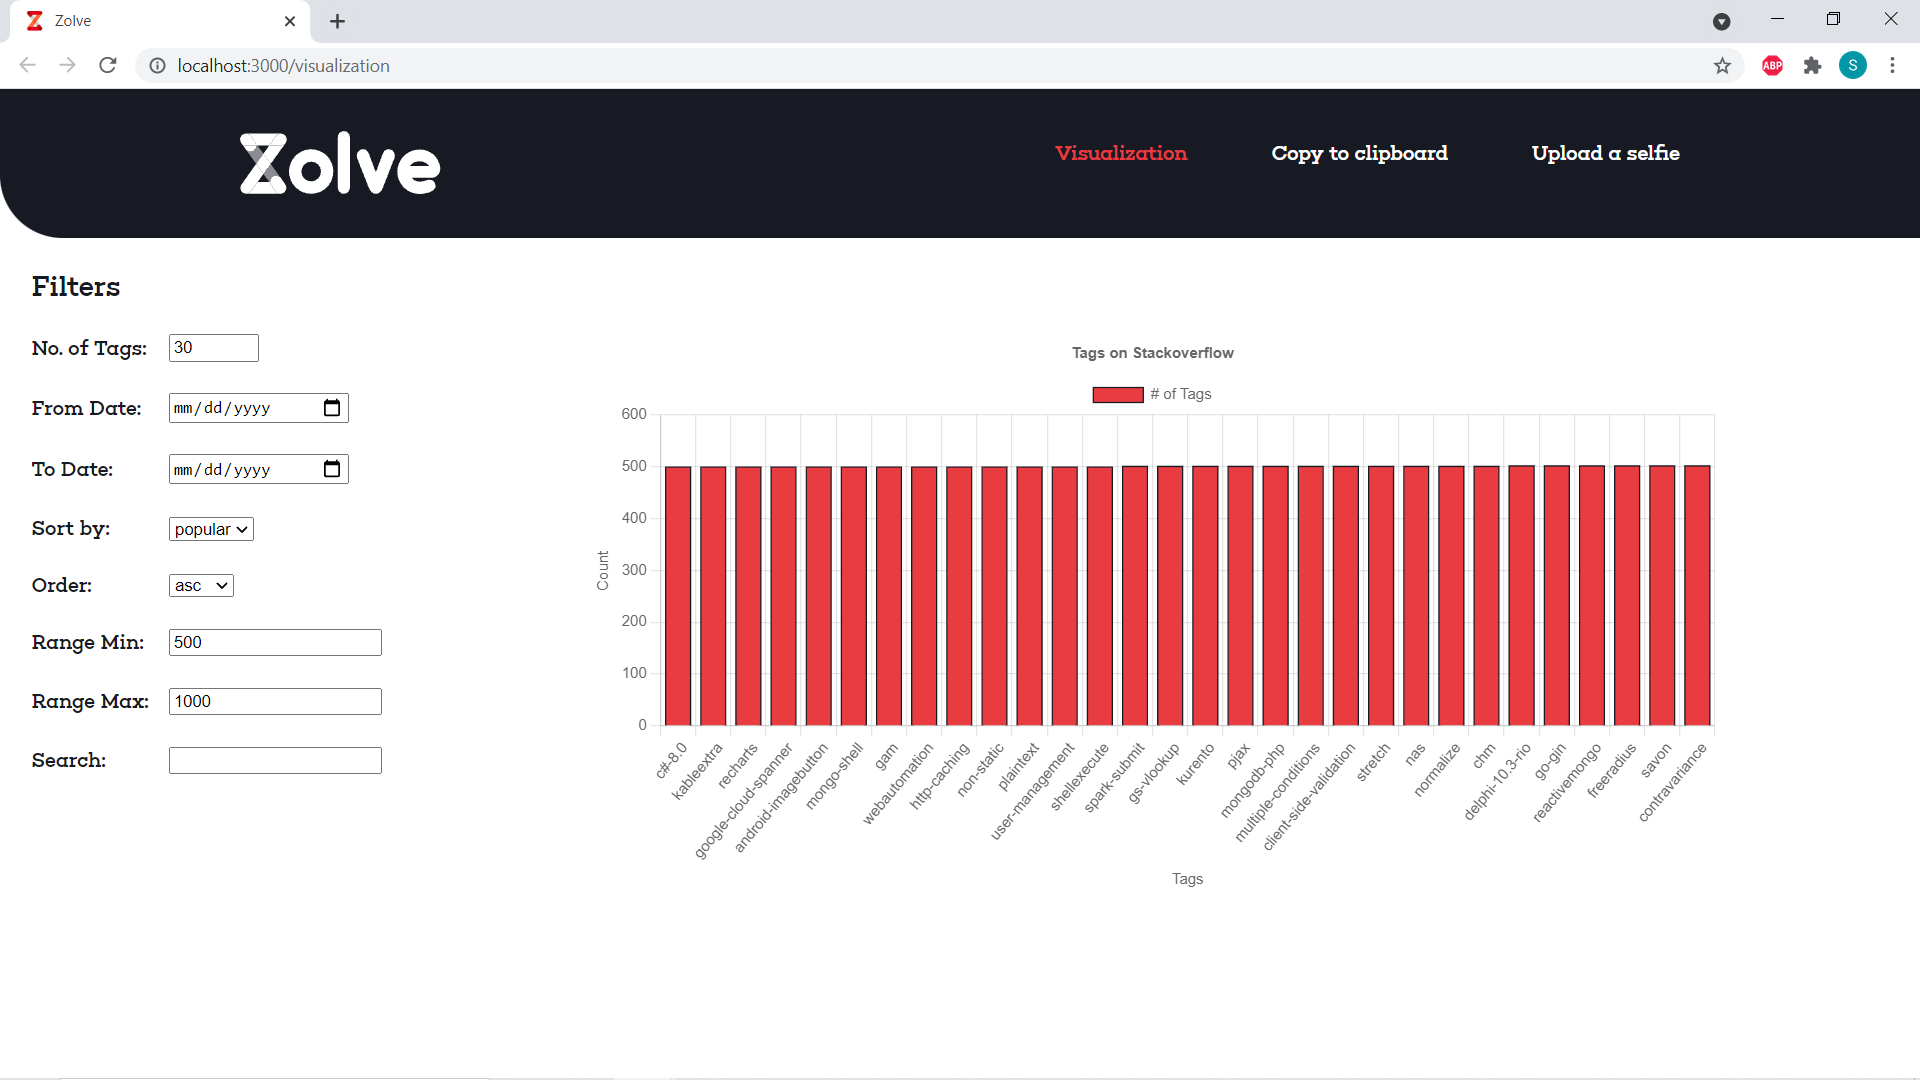 Zolve
localhost:3000/visualization
ABP
S
Zolve
Visualization
Copy to clipboard
Upload a selfie
Filters
No. of Tags: 30
From Date: mm/dd/yyyy
To Date: mm/dd/yyyy
Sort by: popular
Order: asc
Range Min: 500
Range Max: 1000
Search:
Tags on Stackoverflow
# of Tags
600
500
400
300
200
100
0
Count
c#-8.0
kableextra
recharts
google-cloud-spanner
android-imagebutton
mongo-shell
gam
webautomation
http-caching
non-static
plaintext
user-management
shellexecute
spark-submit
gs-vlookup
kurento
pjax
mongodb-php
multiple-conditions
client-side-validation
stretch
nas
normalize
chm
delphi-10.3-rio
go-gin
reactivemongo
freeradius
savon
contravariance
Tags